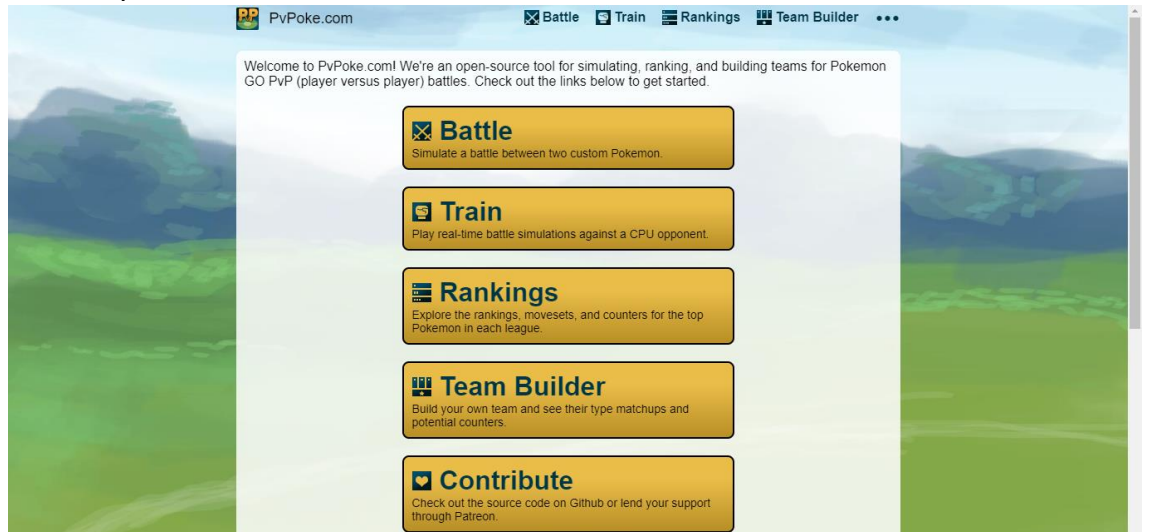 PvPoke.com
Battle Train Rankings Team Builder
Welcome to PvPoke.com! We're an open-source tool for simulating, ranking, and building teams for Pokemon
GO PvP (player versus player) battles. Check out the links below to get started.
Battle
Simulate a battle between two custom Pokemon.
Train
Play real-time battle simulations against a CPU opponent.
Rankings
Explore the rankings, movesets, and counters for the top
Pokemon in each league.
Team Builder
Build your own team and see their type matchups and
potential counters.
Contribute
Check out the source code on Github or lend your support
through Patreon.